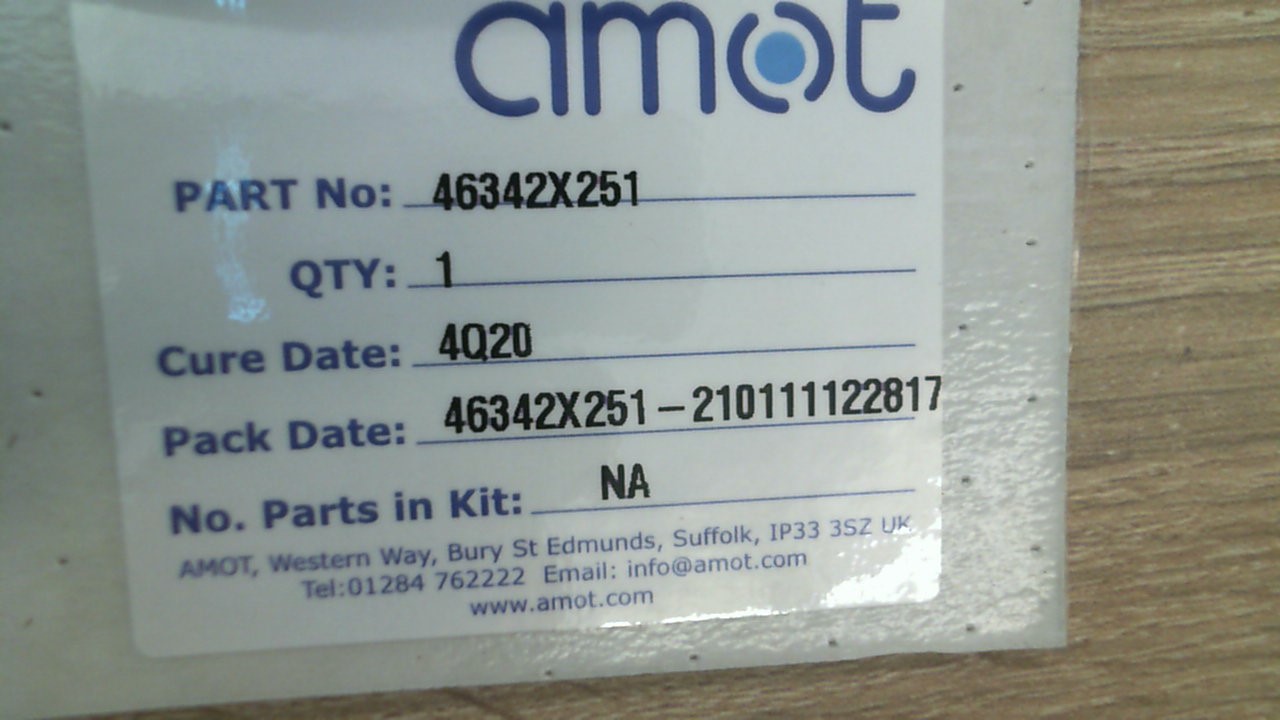 amot
PART No: 46342X251
QTY: 1
Cure Date: 4Q20
Pack Date: 46342X251-210111122817
No. Parts in Kit: NA
AMOT, Western Way, Bury St Edmunds, Suffolk, IP33 3SZ UK
Tel:01284 762222 Email: info@amot.com
www.amot.com